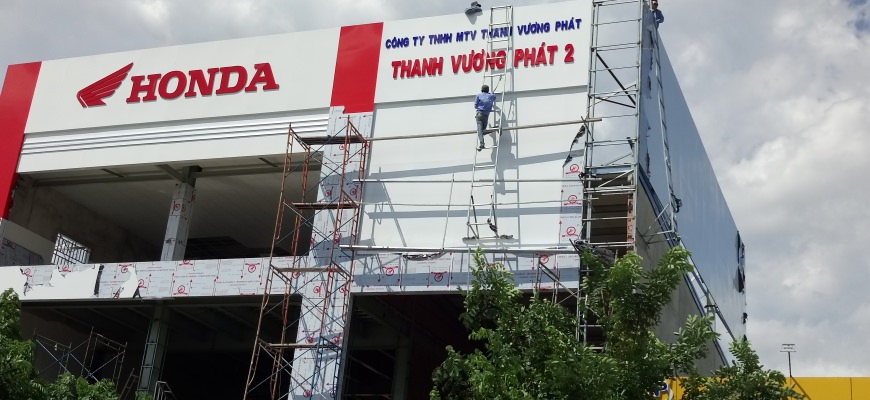 HONDA
CÔNG TY TNHH MTV THANH VƯƠNG PHÁT
THANH VƯƠNG PHÁT 2